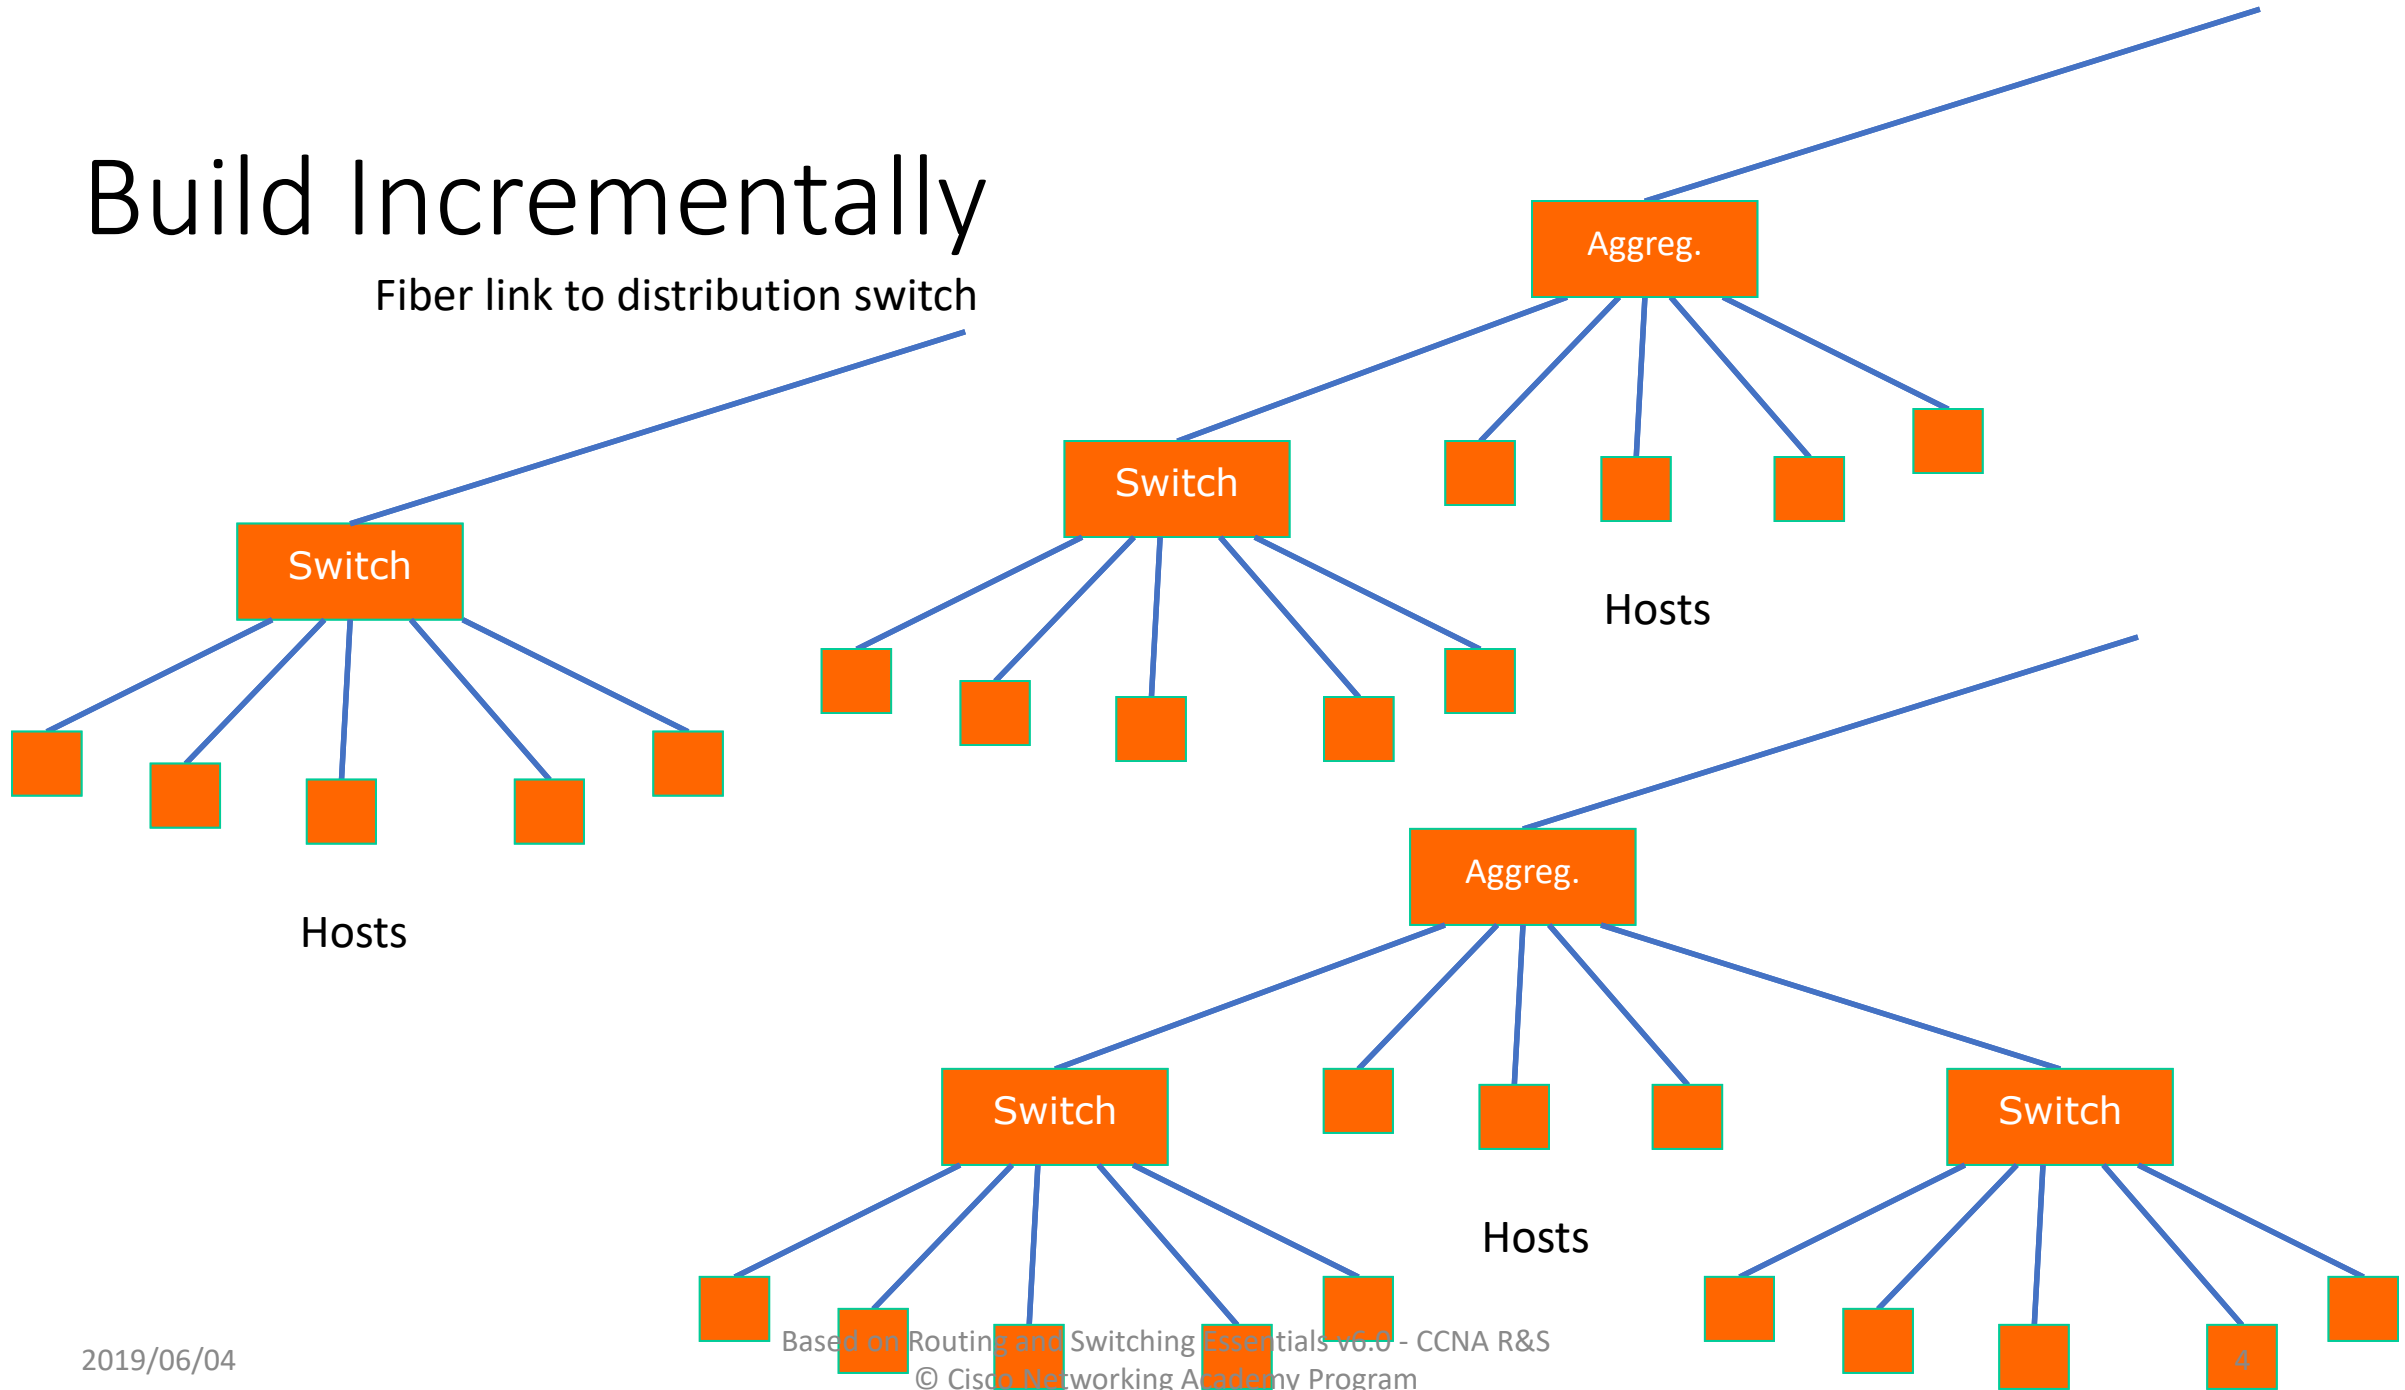 Build Incrementally
Fiber link to distribution switch
Aggreg.
Switch
Switch
Hosts
Hosts
Aggreg.
Switch
Switch
Hosts
2019/06/04
Based on Routing and Switching Essentials v6.0 - CCNA R&S
© Cisco Networking Academy Program
4